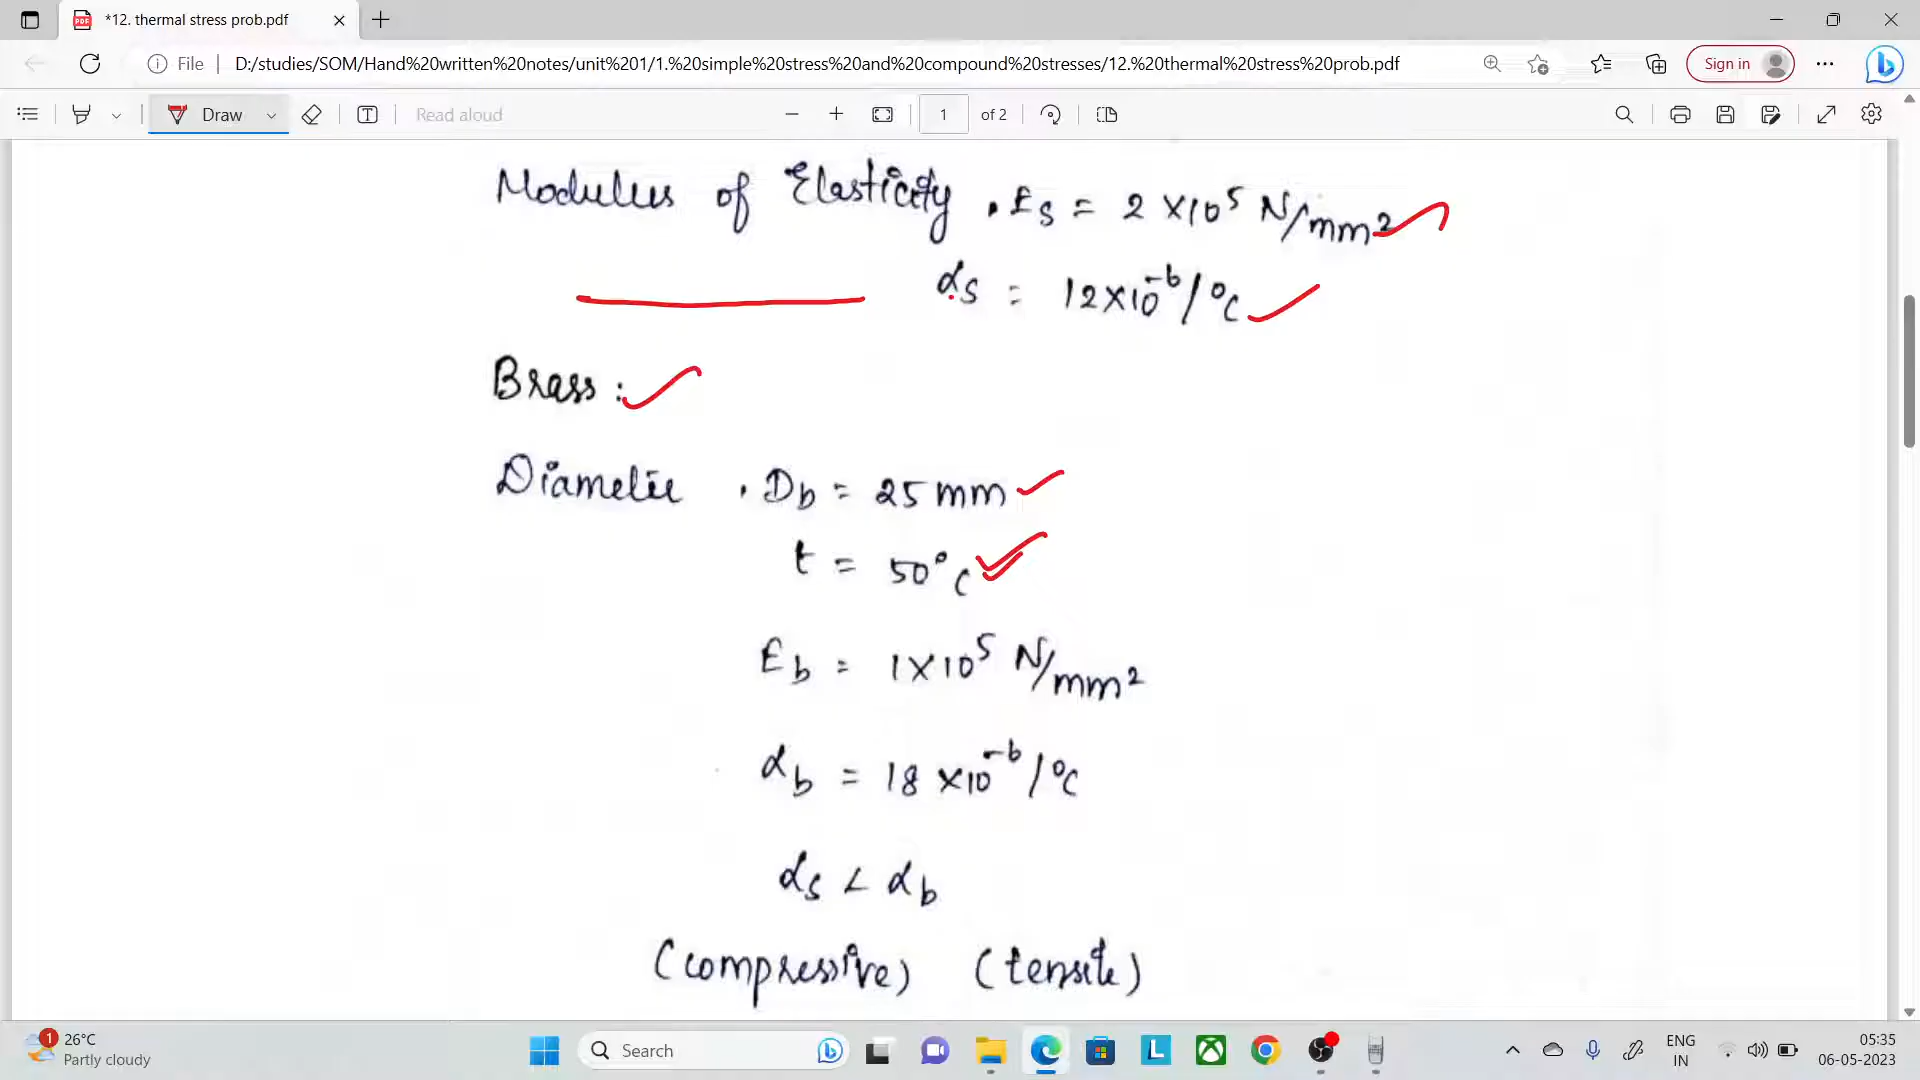 *12. thermal stress prob.pdf
File
D:/studies/SOM/Hand%20written%20notes/unit%201/1.%20simple%20stress%20and%20compound%20stresses/12.%20thermal%20stress%20prob.pdf
Sign in
Draw
Read aloud
1 of 2
Modulus of Elasticity, Es = 2 ×10⁵ N/mm²
αs = 12×10⁻⁶/°C
Brass:
Diameter, Db = 25 mm
t = 50°C
Eb = 1×10⁵ N/mm²
αb = 18 ×10⁻⁶/°C
αs < αb
(compressive) (tensile)
1
26°C
Partly cloudy
Search
ENG
IN
05:35
06-05-2023